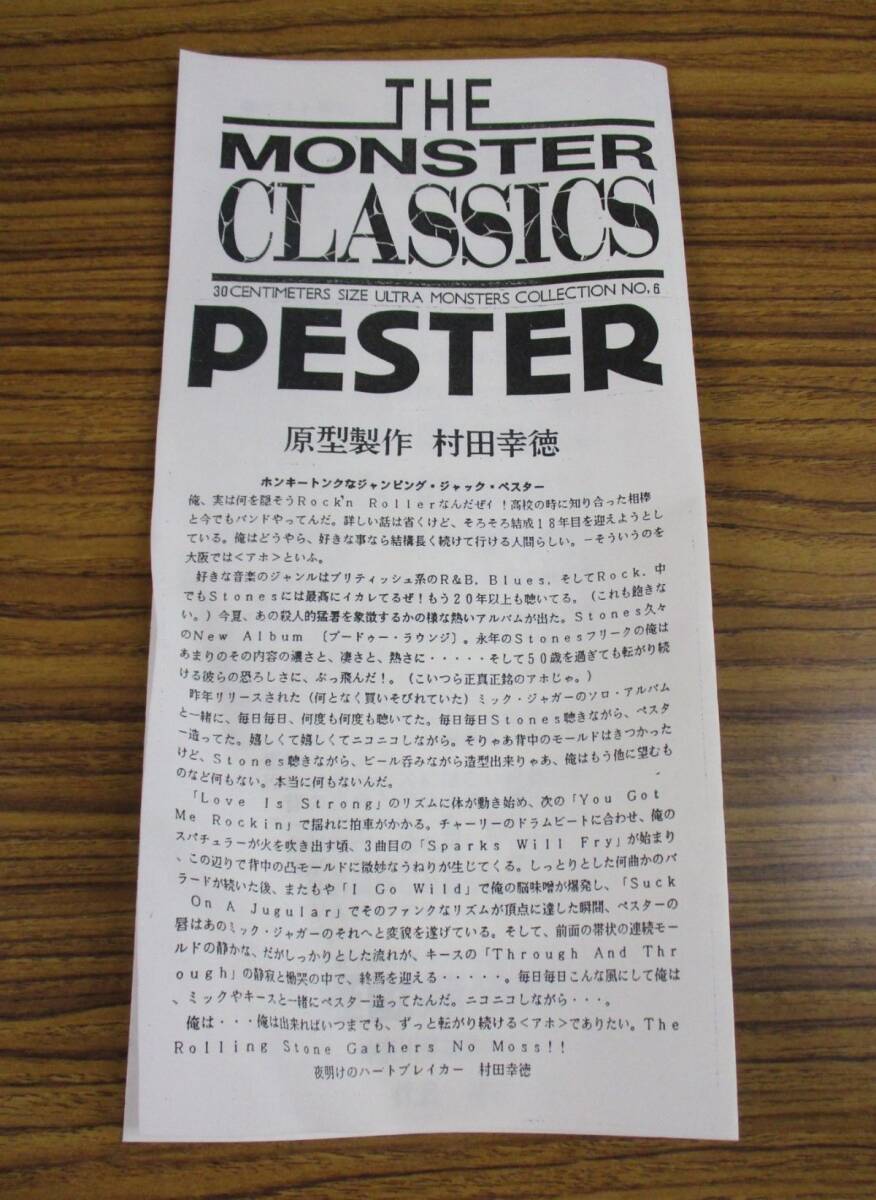 THE
MONSTER
CLASSICS
30 CENTIMETERS SIZE ULTRA MONSTERS COLLECTION NO.6
PESTER
原型製作 村田幸徳
ホンキートンクなジャンピング・ジャック・ペスター
俺、実は何を隠そうRock'n Rollerなんだぜイ!高校の時に知り合った相棒
と今でもバンドやってんだ。詳しい話は省くけど、そろそろ結成18年目を迎えようとし
ている。俺はどうやら、好きな事なら結構長く続けて行ける人間らしい。−そういうのを
大阪では<アホ>といふ。
好きな音楽のジャンルはブリティッシュ系のR&B, Blues, そしてRock. 中
でもStonesには最高にイカレてるぜ!もう20年以上も聴いてる。(これも飽きな
い。)今夏、あの殺人的猛署を象徴するかの様な熱いアルバムが出た。Stones久々
のNew Album 〔ブードゥー・ラウンジ〕。永年のStonesフリークの俺は
あまりのその内容の濃さと、凄さと、熱さに・・・・・そして50歳を過ぎても転がり続
ける彼らの恐ろしさに、ぶっ飛んだ!。(こいつら正真正銘のアホじゃ。)
昨年リリースされた(何となく買いそびれていた)ミック・ジャガーのソロ・アルバム
と一緒に、毎日毎日、何度も何度も聴いてた。毎日毎日Stones聴きながら、ペスタ
ー造ってた。嬉しくて嬉しくてニコニコしながら。そりゃあ背中のモールドはきつかった
けど、Stones聴きながら、ビール呑みながら造型出来りゃあ、俺はもう他に望むも
のなど何もない。本当に何もないんだ。
「Love Is Strong」のリズムに体が動き始め、次の「You Got
Me Rockin」で揺れに拍車がかかる。チャーリーのドラムビートに合わせ、俺の
スパチュラーが火を吹き出す頃、3曲目の「Sparks Will Fry」が始まり
、この辺りで背中の凸モールドに微妙なうねりが生じてくる。しっとりとした何曲かのバ
ラードが続いた後、またもや「I Go Wild」で俺の脳味噌が爆発し、「Suck
On A Jugular」でそのファンクなリズムが頂点に達した瞬間、ペスターの
唇はあのミック・ジャガーのそれへと変貌を遂げている。そして、前面の帯状の連続モー
ルドの静かな、だがしっかりとした流れが、キースの「Through And Thr
ough」の静寂と慟哭の中で、終焉を迎える・・・・・。毎日毎日こんな風にして俺は
、ミックやキースと一緒にペスター造ってたんだ。ニコニコしながら・・・。
俺は・・・俺は出来ればいつまでも、ずっと転がり続ける<アホ>でありたい。The
Rolling Stone Gathers No Moss!!
夜明けのハートブレイカー 村田幸徳